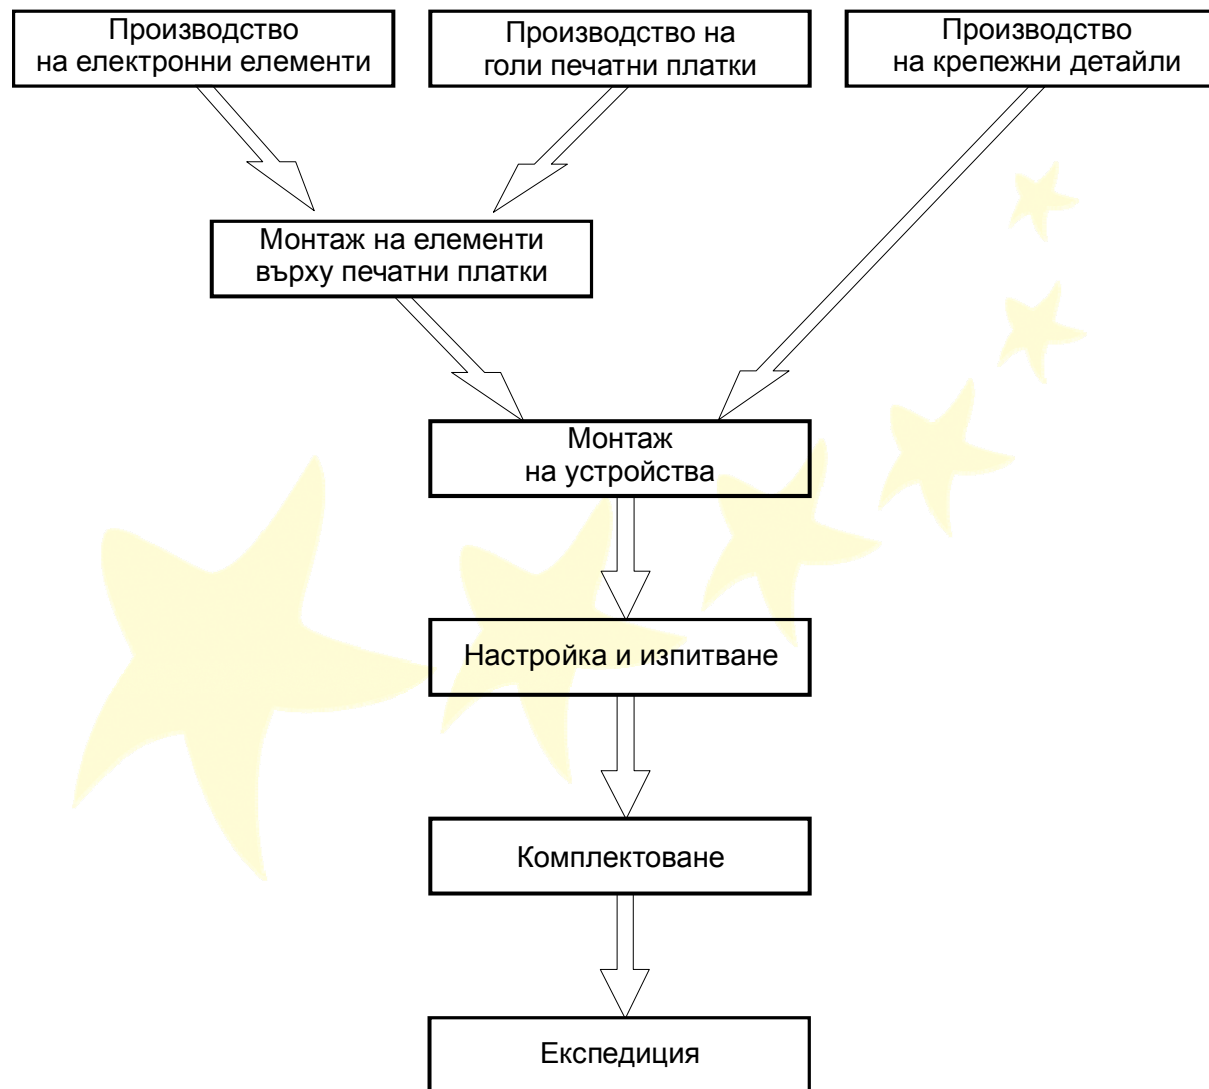 Производство
на електронни елементи
Производство на
голи печатни платки
Производство
на крепежни детайли
Монтаж на елементи
върху печатни платки
Монтаж
на устройства
Настройка и изпитване
Комплектоване
Експедиция